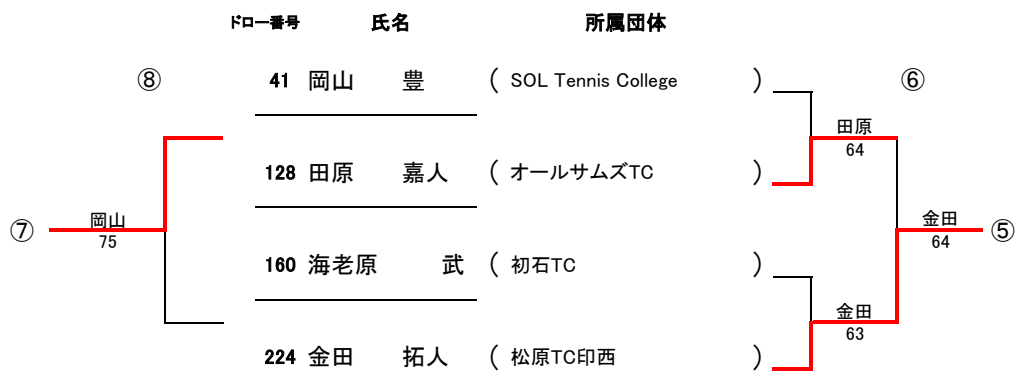 ドロー番号 氏名 所属団体
⑧ 41 岡山 豊 ( SOL Tennis College ) ⑥
田原
64
128 田原 嘉人 ( オールサムズTC )
⑦ 岡山 金田 ⑤
75 64
160 海老原 武 ( 初石TC )
金田
63
224 金田 拓人 ( 松原TC印西 )